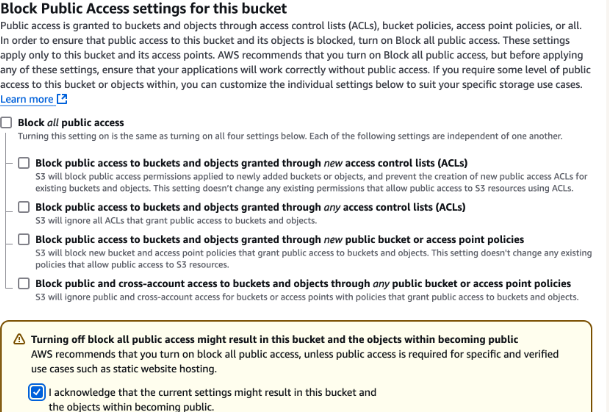 Block Public Access settings for this bucket
Public access is granted to buckets and objects through access control lists (ACLs), bucket policies, access point policies, or all.
In order to ensure that public access to this bucket and its objects is blocked, turn on Block all public access. These settings
apply only to this bucket and its access points. AWS recommends that you turn on Block all public access, but before applying
any of these settings, ensure that your applications will work correctly without public access. If you require some level of public
access to this bucket or objects within, you can customize the individual settings below to suit your specific storage use cases.
Learn more
Block all public access
Turning this setting on is the same as turning on all four settings below. Each of the following settings are independent of one another.
Block public access to buckets and objects granted through new access control lists (ACLs)
S3 will block public access permissions applied to newly added buckets or objects, and prevent the creation of new public access ACLs for
existing buckets and objects. This setting doesn't change any existing permissions that allow public access to S3 resources using ACLs.
Block public access to buckets and objects granted through any access control lists (ACLs)
S3 will ignore all ACLs that grant public access to buckets and objects.
Block public access to buckets and objects granted through new public bucket or access point policies
S3 will block new bucket and access point policies that grant public access to buckets and objects. This setting doesn't change any existing
policies that allow public access to S3 resources.
Block public and cross-account access to buckets and objects through any public bucket or access point policies
S3 will ignore public and cross-account access for buckets or access points with policies that grant public access to buckets and objects.
Turning off block all public access might result in this bucket and the objects within becoming public
AWS recommends that you turn on block all public access, unless public access is required for specific and verified
use cases such as static website hosting.
I acknowledge that the current settings might result in this bucket and
the objects within becoming public.